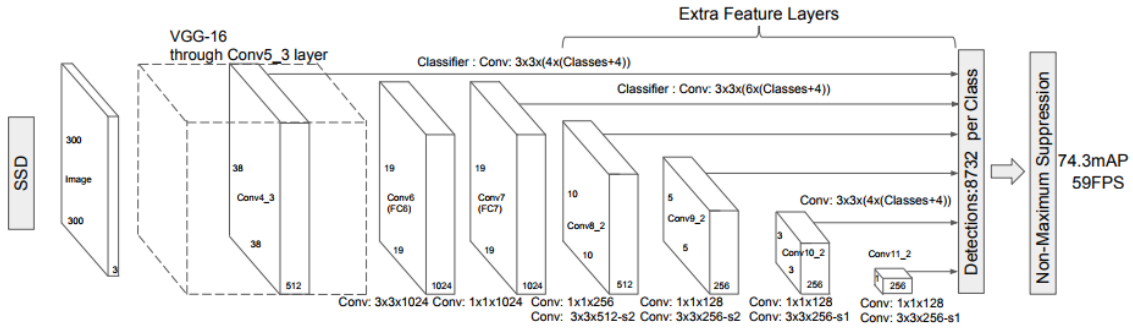 Extra Feature Layers
VGG-16
through Conv5_3 layer
Classifier : Conv: 3x3x(4x(Classes+4))
Classifier : Conv: 3x3x(6x(Classes+4))
SSD
300
Image
300
3
38
Conv4_3
38
512
19
Conv6
(FC6)
19
1024
19
Conv7
(FC7)
19
1024
10
Conv8_2
10
512
5
Conv9_2
5
256
Conv: 3x3x(4x(Classes+4))
3
Conv10_2
3
256
Conv11_2
1
256
Conv: 3x3x1024
Conv: 1x1x1024
Conv: 1x1x256
Conv: 3x3x512-s2
Conv: 1x1x128
Conv: 3x3x256-s2
Conv: 1x1x128
Conv: 3x3x256-s1
Conv: 1x1x128
Conv: 3x3x256-s1
Detections:8732 per Class
Non-Maximum Suppression
74.3mAP
59FPS